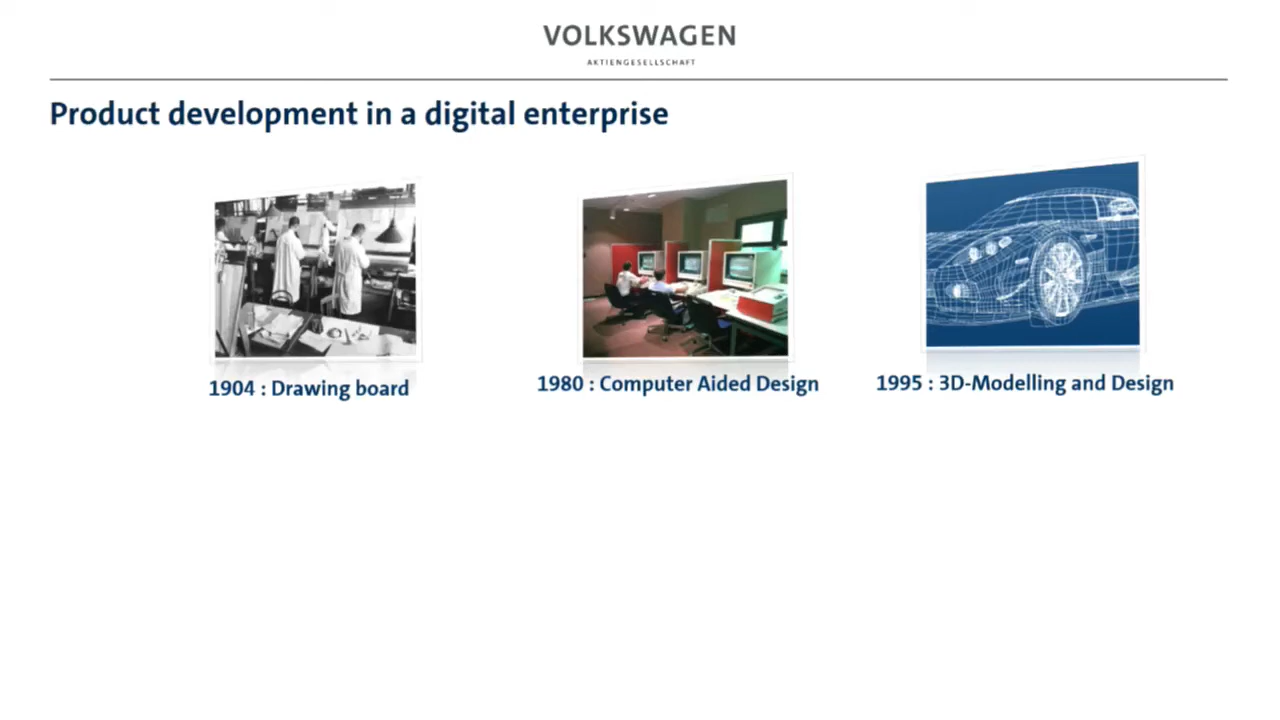 VOLKSWAGEN
AKTIENGESELLSCHAFT
Product development in a digital enterprise
1904 : Drawing board
1980 : Computer Aided Design
1995 : 3D-Modelling and Design